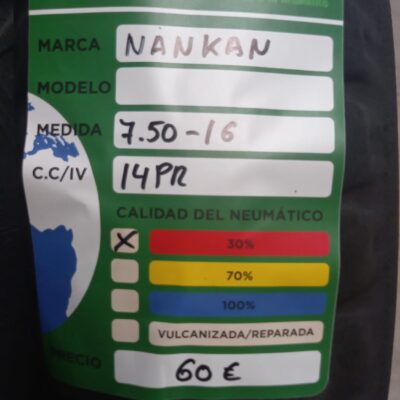 MARCA NANKAN
MODELO
MEDIDA 7.50-16
C.C/IV 14PR
CALIDAD DEL NEUMÁTICO
X 30%
70%
100%
VULCANIZADA/REPARADA
PRECIO 60 €